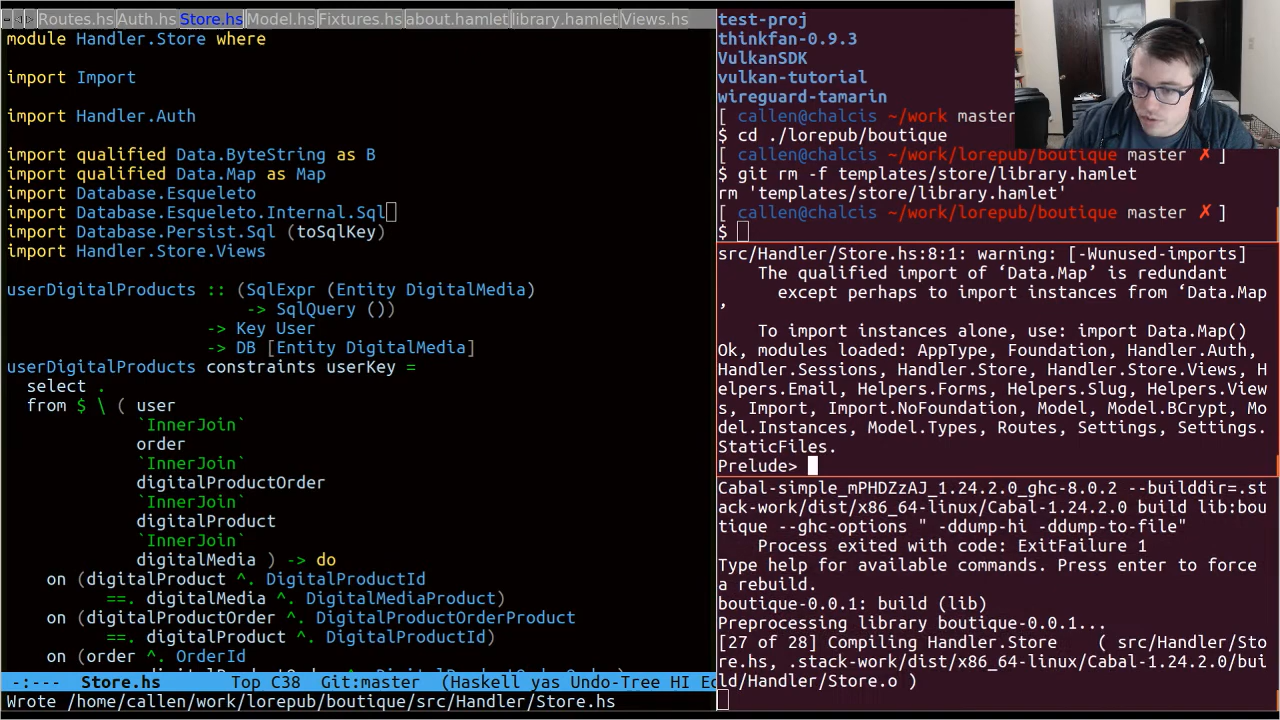 Routes.hs Auth.hs Store.hs Model.hs Fixtures.hs about.hamlet library.hamlet Views.hs
module Handler.Store where
import Import
import Handler.Auth
import qualified Data.ByteString as B
import qualified Data.Map as Map
import Database.Esqueleto
import Database.Esqueleto.Internal.Sql
import Database.Persist.Sql (toSqlKey)
import Handler.Store.Views
userDigitalProducts :: (SqlExpr (Entity DigitalMedia)
-> SqlQuery ())
-> Key User
-> DB [Entity DigitalMedia]
userDigitalProducts constraints userKey =
select .
from $ \ ( user
`InnerJoin`
order
`InnerJoin`
digitalProductOrder
`InnerJoin`
digitalProduct
`InnerJoin`
digitalMedia ) -> do
on (digitalProduct ^. DigitalProductId
==. digitalMedia ^. DigitalMediaProduct)
on (digitalProductOrder ^. DigitalProductOrderProduct
==. digitalProduct ^. DigitalProductId)
on (order ^. OrderId
-:--- Store.hs Top C38 Git:master (Haskell yas Undo-Tree HI Ec
Wrote /home/callen/work/lorepub/boutique/src/Handler/Store.hs
test-proj
thinkfan-0.9.3
VulkanSDK
vulkan-tutorial
wireguard-tamarin
[ callen@chalcis ~/work master
$ cd ./lorepub/boutique
[ callen@chalcis ~/work/lorepub/boutique master ✗ ]
$ git rm -f templates/store/library.hamlet
rm 'templates/store/library.hamlet'
[ callen@chalcis ~/work/lorepub/boutique master ✗ ]
$
src/Handler/Store.hs:8:1: warning: [-Wunused-imports]
The qualified import of ‘Data.Map’ is redundant
except perhaps to import instances from ‘Data.Map
’
To import instances alone, use: import Data.Map()
Ok, modules loaded: AppType, Foundation, Handler.Auth,
Handler.Sessions, Handler.Store, Handler.Store.Views, H
elpers.Email, Helpers.Forms, Helpers.Slug, Helpers.View
s, Import, Import.NoFoundation, Model, Model.BCrypt, Mo
del.Instances, Model.Types, Routes, Settings, Settings.
StaticFiles.
Prelude>
Cabal-simple_mPHDZzAJ_1.24.2.0_ghc-8.0.2 --builddir=.st
ack-work/dist/x86_64-linux/Cabal-1.24.2.0 build lib:bou
tique --ghc-options " -ddump-hi -ddump-to-file"
Process exited with code: ExitFailure 1
Type help for available commands. Press enter to force
a rebuild.
boutique-0.0.1: build (lib)
Preprocessing library boutique-0.0.1...
[27 of 28] Compiling Handler.Store ( src/Handler/Sto
re.hs, .stack-work/dist/x86_64-linux/Cabal-1.24.2.0/bui
ld/Handler/Store.o )